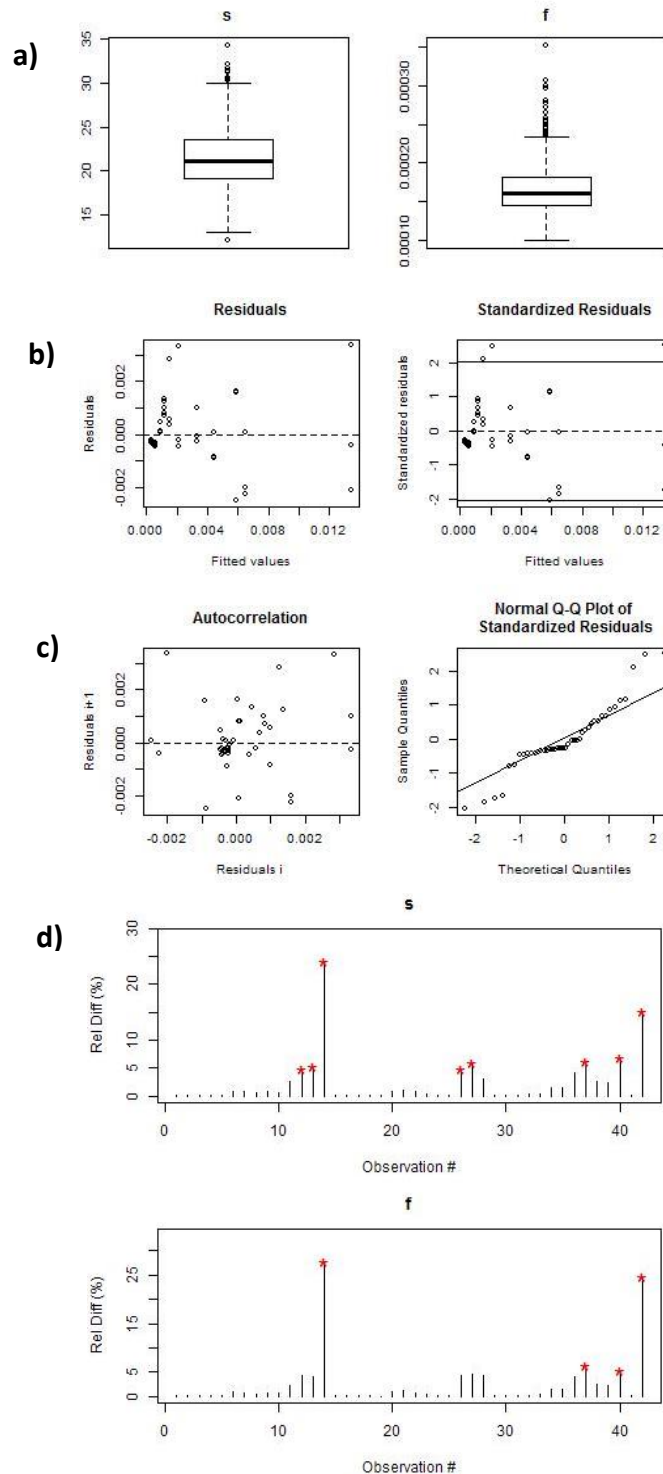 a)
s
35
30
25
20
15
f
0.00030
0.00020
0.00010
b)
Residuals
Residuals
0.002
0.000
-0.002
0.000 0.004 0.008 0.012
Fitted values
Standardized Residuals
Standardized residuals
2
1
0
-1
-2
0.000 0.004 0.008 0.012
Fitted values
c)
Autocorrelation
Residuals i+1
0.002
0.000
-0.002
-0.002 0.000 0.002
Residuals i
Normal Q-Q Plot of
Standardized Residuals
Sample Quantiles
2
1
0
-1
-2
-2 -1 0 1 2
Theoretical Quantiles
d)
s
Rel Diff (%)
30
20
10
5
0
0 10 20 30 40
Observation #
f
Rel Diff (%)
25
15
5
0
0 10 20 30 40
Observation #